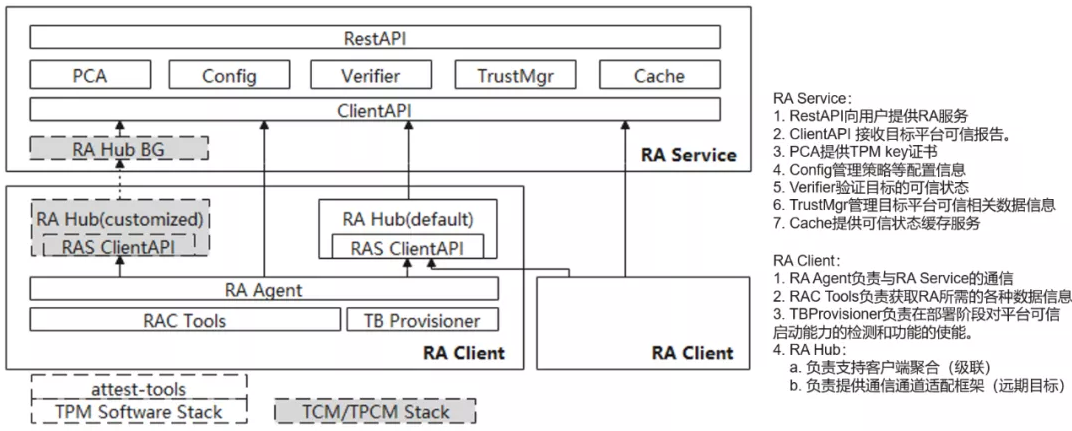 RestAPI
PCA
Config
Verifier
TrustMgr
Cache
ClientAPI
RA Hub BG
RA Service
RA Hub(customized)
RAS ClientAPI
RA Hub(default)
RAS ClientAPI
RA Agent
RAC Tools
TB Provisioner
RA Client
RA Client
attest-tools
TPM Software Stack
TCM/TPCM Stack
RA Service：
1. RestAPI向用户提供RA服务
2. ClientAPI 接收目标平台可信报告。
3. PCA提供TPM key证书
4. Config管理策略等配置信息
5. Verifier验证目标的可信状态
6. TrustMgr管理目标平台可信相关数据信息
7. Cache提供可信状态缓存服务
RA Client：
1. RA Agent负责与RA Service的通信
2. RAC Tools负责获取RA所需的各种数据信息
3. TBProvisioner负责在部署阶段对平台可信
启动能力的检测和功能的使能。
4. RA Hub：
a. 负责支持客户端聚合（级联）
b. 负责提供通信通道适配框架（远期目标）